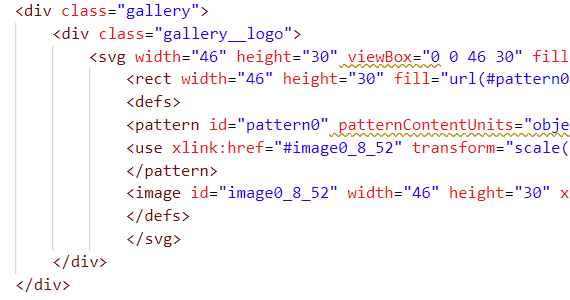 <div class="gallery">
<div class="gallery__logo">
<svg width="46" height="30" viewBox="0 0 46 30" fill
<rect width="46" height="30" fill="url(#pattern0
<defs>
<pattern id="pattern0" patternContentUnits="obje
<use xlink:href="#image0_8_52" transform="scale(
</pattern>
<image id="image0_8_52" width="46" height="30" x
</defs>
</svg>
</div>
</div>